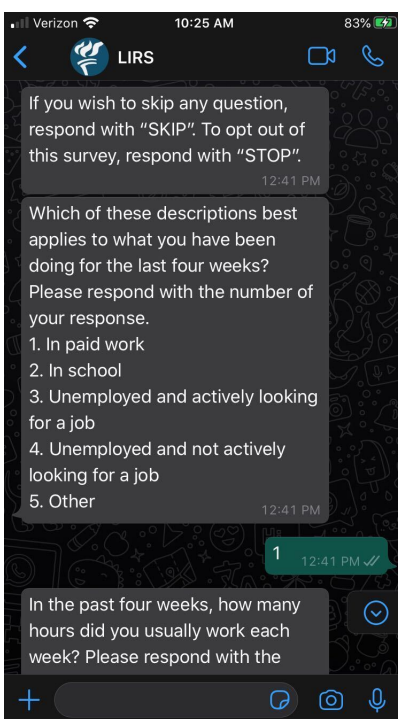 Verizon 10:25 AM 83%
LIRS
If you wish to skip any question,
respond with “SKIP”. To opt out of
this survey, respond with “STOP”.
12:41 PM
Which of these descriptions best
applies to what you have been
doing for the last four weeks?
Please respond with the number of
your response.
1. In paid work
2. In school
3. Unemployed and actively looking
for a job
4. Unemployed and not actively
looking for a job
5. Other
12:41 PM
1 12:41 PM
In the past four weeks, how many
hours did you usually work each
week? Please respond with the